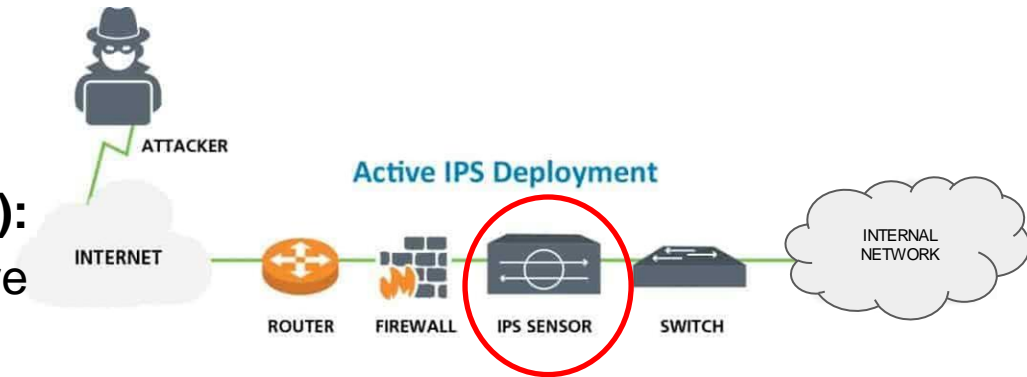 ATTACKER
Active IPS Deployment
):
INTERNET
e
INTERNAL
NETWORK
ROUTER
FIREWALL
IPS SENSOR
SWITCH